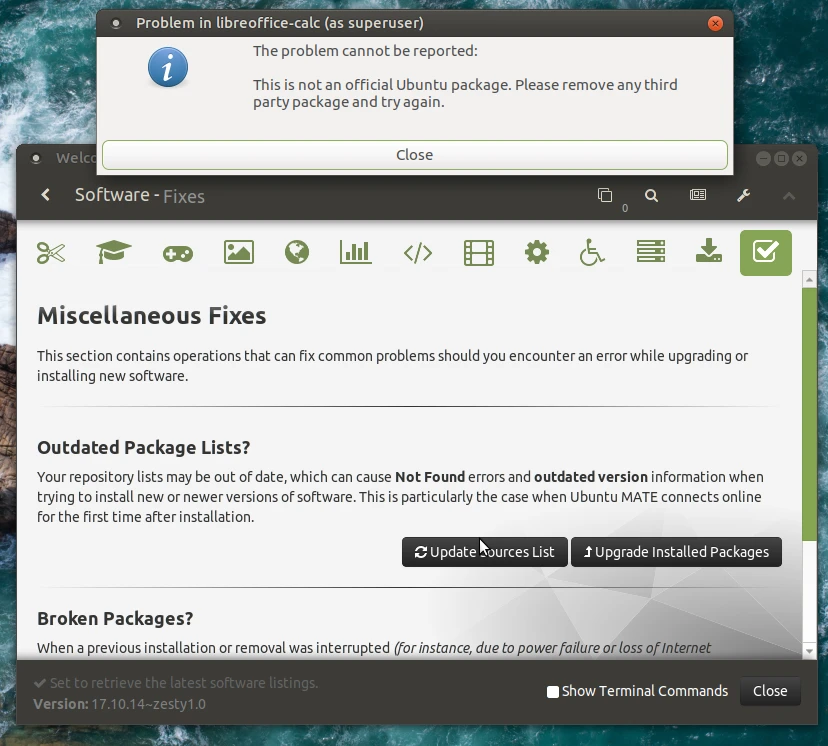 Problem in libreoffice-calc (as superuser)
The problem cannot be reported:
This is not an official Ubuntu package. Please remove any third
party package and try again.
Close
Welco
Software - Fixes
0
Miscellaneous Fixes
This section contains operations that can fix common problems should you encounter an error while upgrading or
installing new software.
Outdated Package Lists?
Your repository lists may be out of date, which can cause Not Found errors and outdated version information when
trying to install new or newer versions of software. This is particularly the case when Ubuntu MATE connects online
for the first time after installation.
Update Sources List Upgrade Installed Packages
Broken Packages?
When a previous installation or removal was interrupted (for instance, due to power failure or loss of Internet
Set to retrieve the latest software listings.
Version: 17.10.14~zesty1.0
Show Terminal Commands Close